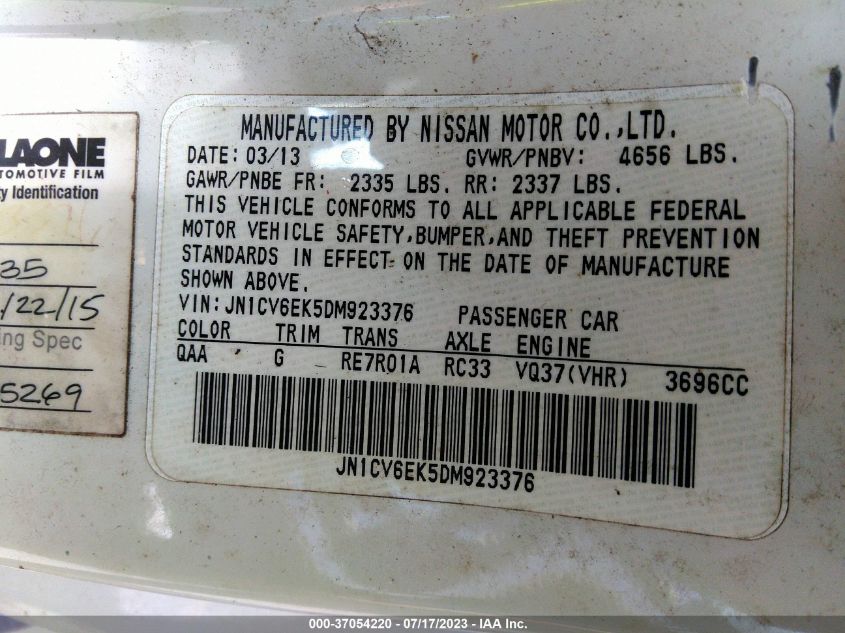 LAONE
TOMOTIVE FILM
ty Identification
35
/22/15
ing Spec
5269
MANUFACTURED BY NISSAN MOTOR CO.,LTD.
DATE: 03/13 GVWR/PNBV: 4656 LBS.
GAWR/PNBE FR: 2335 LBS. RR: 2337 LBS.
THIS VEHICLE CONFORMS TO ALL APPLICABLE FEDERAL
MOTOR VEHICLE SAFETY,BUMPER,AND THEFT PREVENTION
STANDARDS IN EFFECT ON THE DATE OF MANUFACTURE
SHOWN ABOVE.
VIN: JN1CV6EK5DM923376 PASSENGER CAR
COLOR TRIM TRANS AXLE ENGINE
QAA G RE7R01A RC33 VQ37(VHR) 3696CC
JN1CV6EK5DM923376
000-37054220 - 07/17/2023 - IAA Inc.